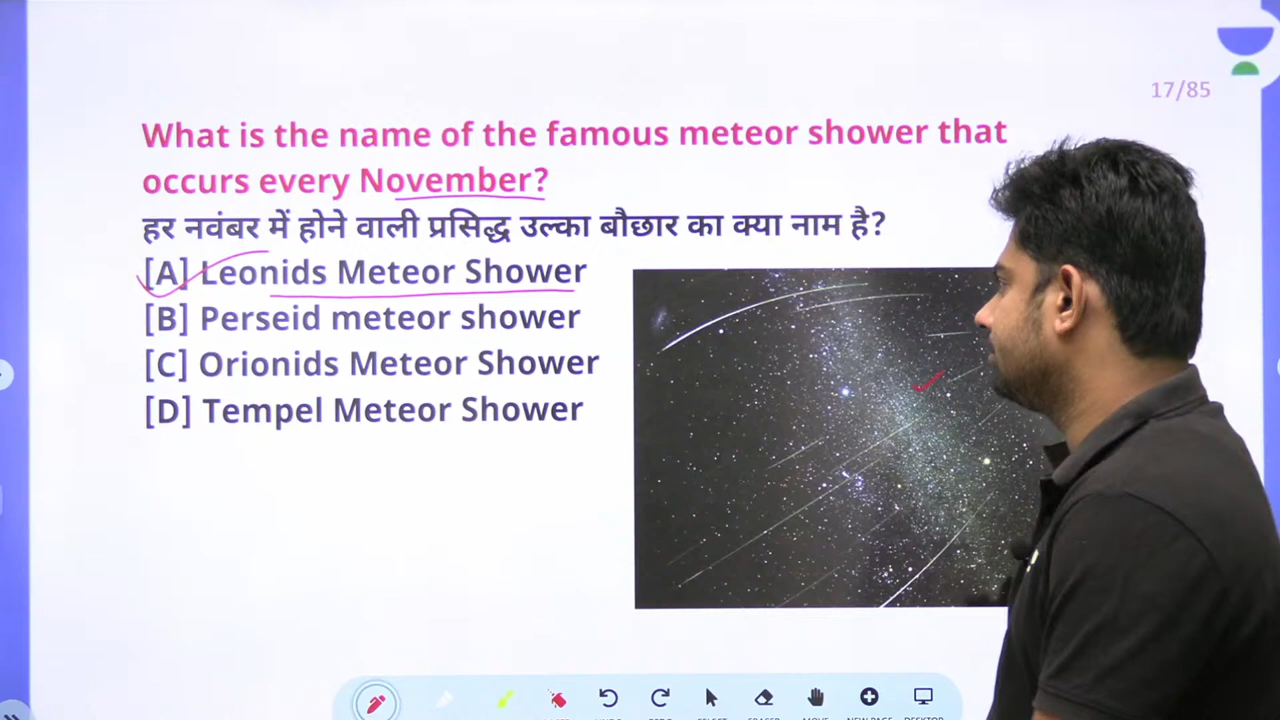 17/85
What is the name of the famous meteor shower that
occurs every November?
हर नवंबर में होने वाली प्रसिद्ध उल्का बौछार का क्या नाम है?
[A] Leonids Meteor Shower
[B] Perseid meteor shower
[C] Orionids Meteor Shower
[D] Tempel Meteor Shower